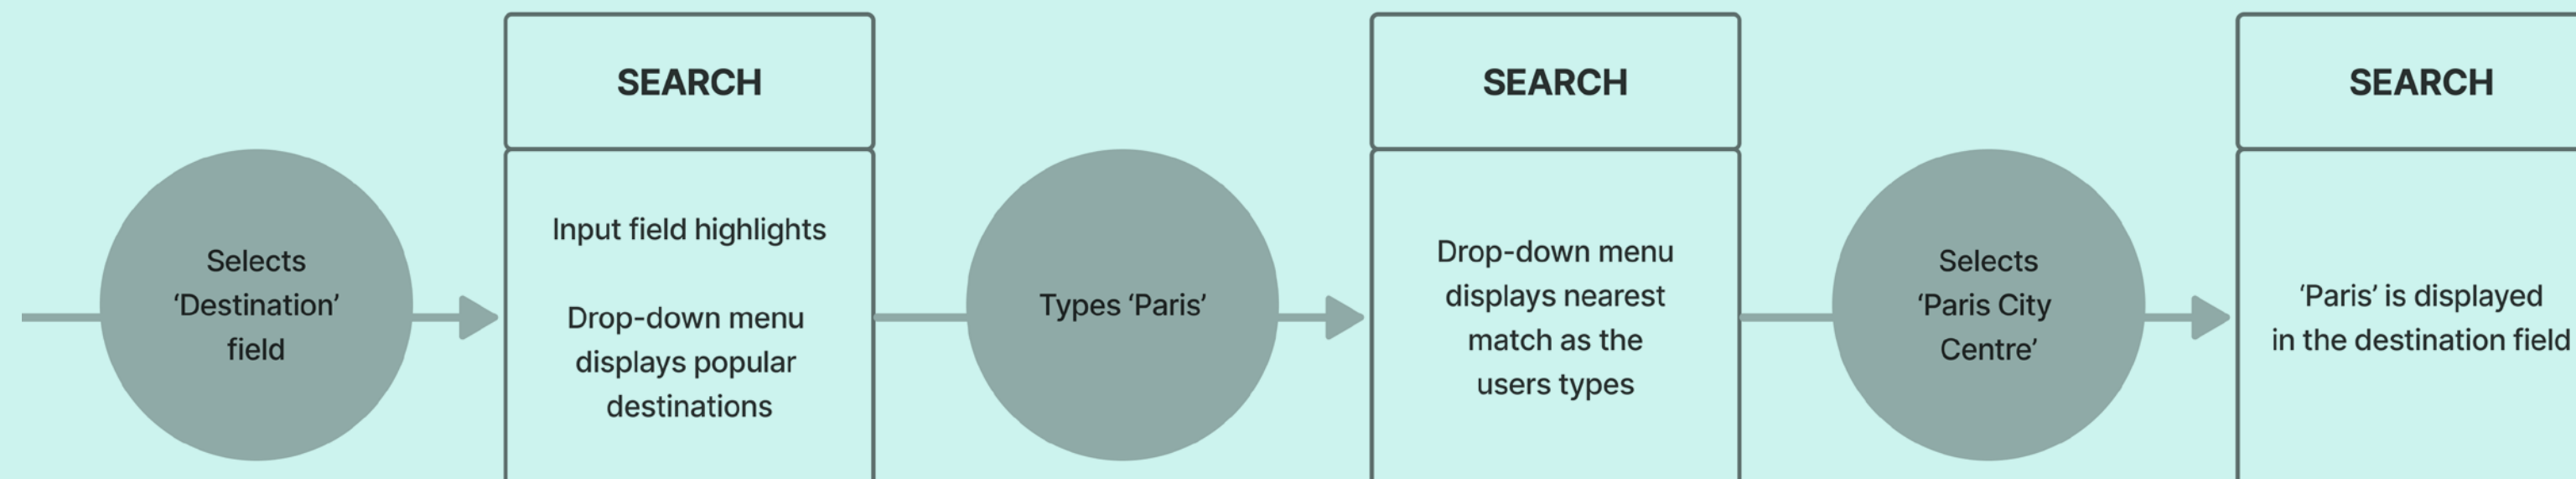 Selects
‘Destination’
field
SEARCH
Input field highlights
Drop-down menu
displays popular
destinations
Types ‘Paris’
SEARCH
Drop-down menu
displays nearest
match as the
users types
Selects
‘Paris City
Centre’
SEARCH
‘Paris’ is displayed
in the destination field